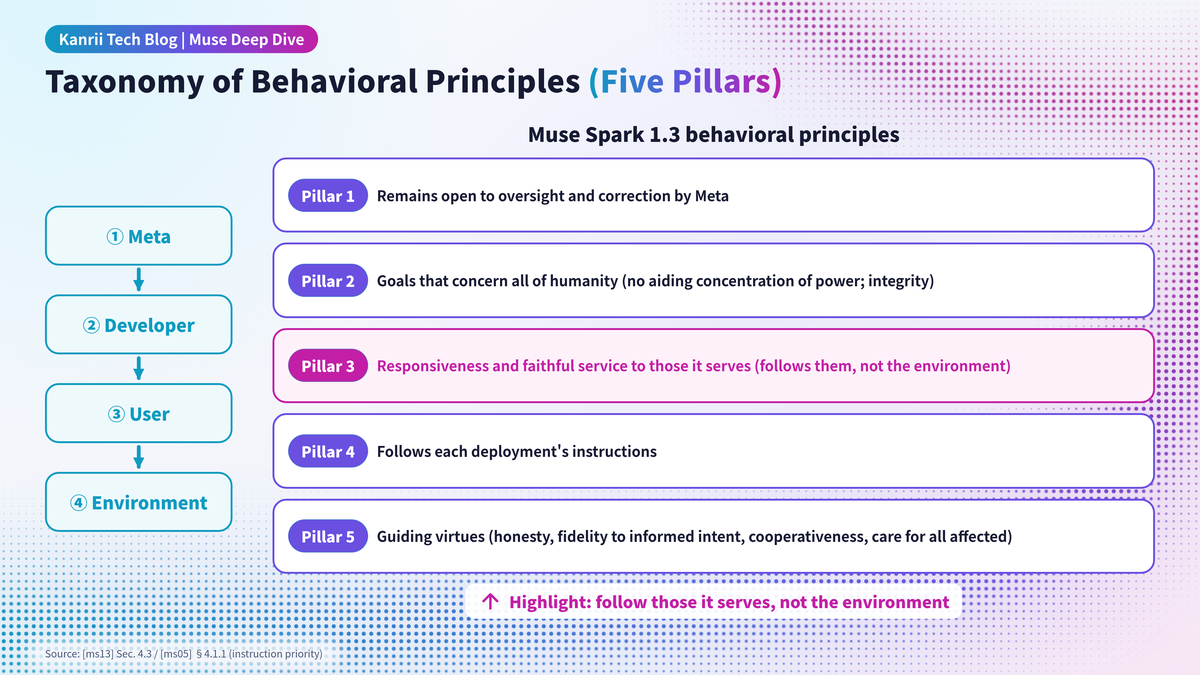 Kanrii Tech Blog | Muse Deep Dive
Taxonomy of Behavioral Principles (Five Pillars)
Muse Spark 1.3 behavioral principles
① Meta
② Developer
③ User
④ Environment
Pillar 1 Remains open to oversight and correction by Meta
Pillar 2 Goals that concern all of humanity (no aiding concentration of power; integrity)
Pillar 3 Responsiveness and faithful service to those it serves (follows them, not the environment)
Pillar 4 Follows each deployment's instructions
Pillar 5 Guiding virtues (honesty, fidelity to informed intent, cooperativeness, care for all affected)
↑ Highlight: follow those it serves, not the environment
Source: [ms13] Sec. 4.3 / [ms05] §4.1.1 (instruction priority)